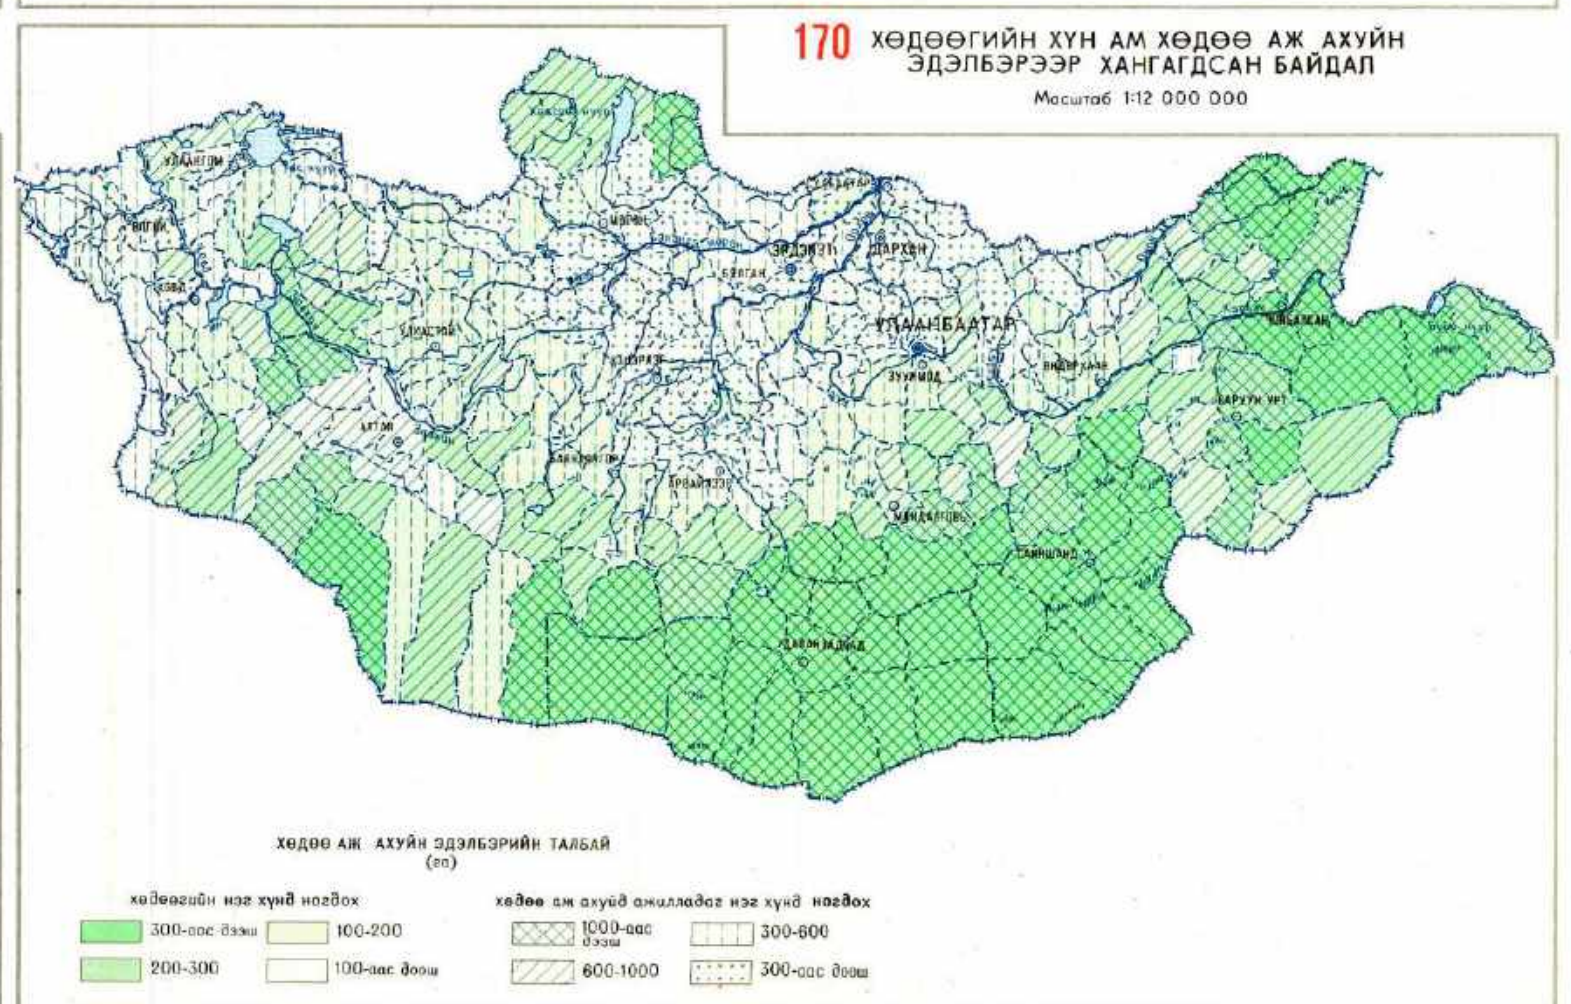 170 ХӨДӨӨГИЙН ХҮН АМ ХӨДӨӨ АЖ АХУЙН
ЭДЭЛБЭРЭЭР ХАНГАГДСАН БАЙДАЛ
Масштаб 1:12 000 000
УЛААНГОМ
ӨЛГИЙ
ХОВД
УЛИАСТАЙ
АЛТАЙ
МӨРӨН
БУЛГАН
ЭРДЭНЭТ
ДАРХАН
СҮХБААТАР
УЛААНБААТАР
ЗУУНМОД
ӨНДӨРХААН
ЧОЙБАЛСАН
БАРУУН УРТ
ЦЭЦЭРЛЭГ
БАЯНХОНГОР
АРВАЙХЭЭР
МАНДАЛГОВЬ
САЙНШАНД
ДАЛАНЗАДГАД
ХӨДӨӨ АЖ АХУЙН ЭДЭЛБЭРИЙН ТАЛБАЙ
(га)
хөдөөгийн нэг хүнд ногдох
300-аас дээш
100-200
200-300
100-аас доош
хөдөө аж ахуйд ажилладаг нэг хүнд ногдох
1000-аас
дээш
300-600
600-1000
300-аас доош